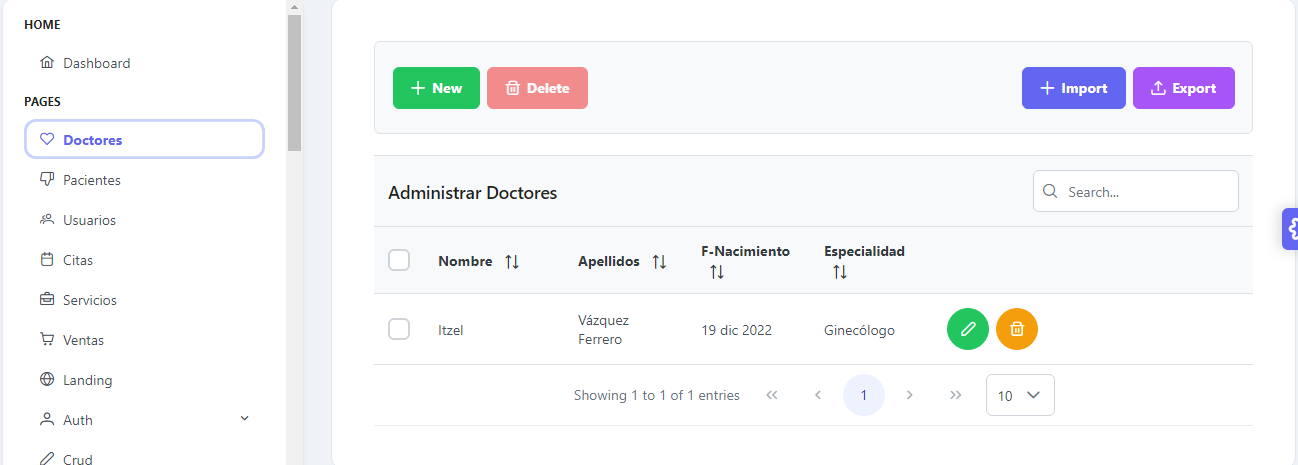 HOME
Dashboard
PAGES
Doctores
Pacientes
Usuarios
Citas
Servicios
Ventas
Landing
Auth
Crud
New
Delete
Import
Export
Administrar Doctores
Search...
Nombre
Apellidos
F-Nacimiento
Especialidad
Itzel
Vázquez
Ferrero
19 dic 2022
Ginecólogo
Showing 1 to 1 of 1 entries
1
10